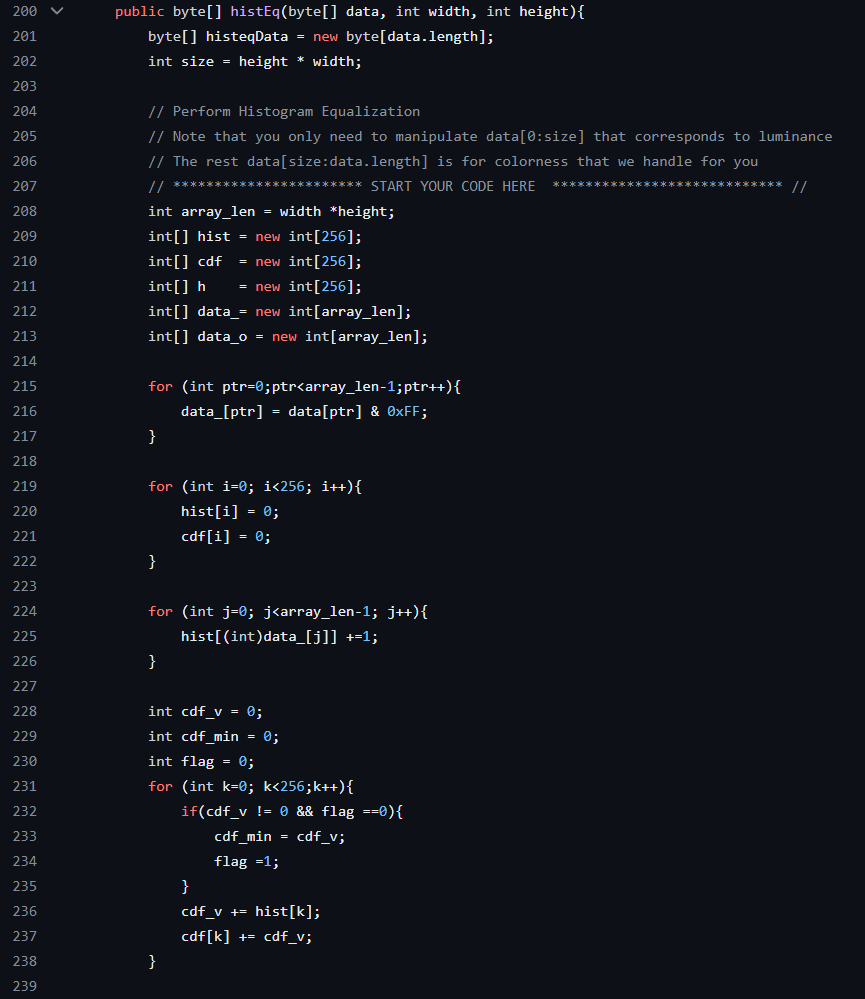 200 public byte[] histEq(byte[] data, int width, int height){
201 byte[] histeqData = new byte[data.length];
202 int size = height * width;
203
204 // Perform Histogram Equalization
205 // Note that you only need to manipulate data[0:size] that corresponds to luminance
206 // The rest data[size:data.length] is for colorness that we handle for you
207 // *********************** START YOUR CODE HERE  **************************** //
208 int array_len = width *height;
209 int[] hist = new int[256];
210 int[] cdf  = new int[256];
211 int[] h    = new int[256];
212 int[] data_= new int[array_len];
213 int[] data_o = new int[array_len];
214
215 for (int ptr=0;ptr<array_len-1;ptr++){
216 data_[ptr] = data[ptr] & 0xFF;
217 }
218
219 for (int i=0; i<256; i++){
220 hist[i] = 0;
221 cdf[i] = 0;
222 }
223
224 for (int j=0; j<array_len-1; j++){
225 hist[(int)data_[j]] +=1;
226 }
227
228 int cdf_v = 0;
229 int cdf_min = 0;
230 int flag = 0;
231 for (int k=0; k<256;k++){
232 if(cdf_v != 0 && flag ==0){
233 cdf_min = cdf_v;
234 flag =1;
235 }
236 cdf_v += hist[k];
237 cdf[k] += cdf_v;
238 }
239